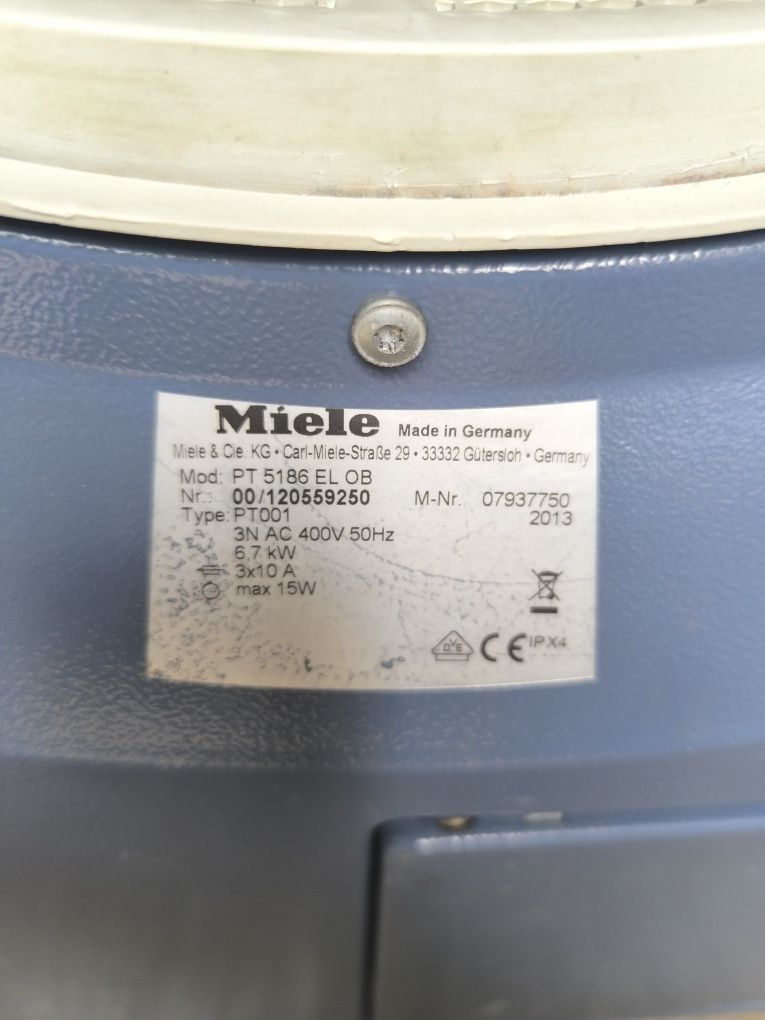 Miele Made in Germany
Miele & Cie. KG • Carl-Miele-Straße 29 • 33332 Gütersloh • Germany
Mod: PT 5186 EL OB
Nr.: 00/120559250 M-Nr. 07937750
Type: PT001 2013
3N AC 400V 50Hz
6,7 kW
3x10 A
max 15W
DVE CE IPX4